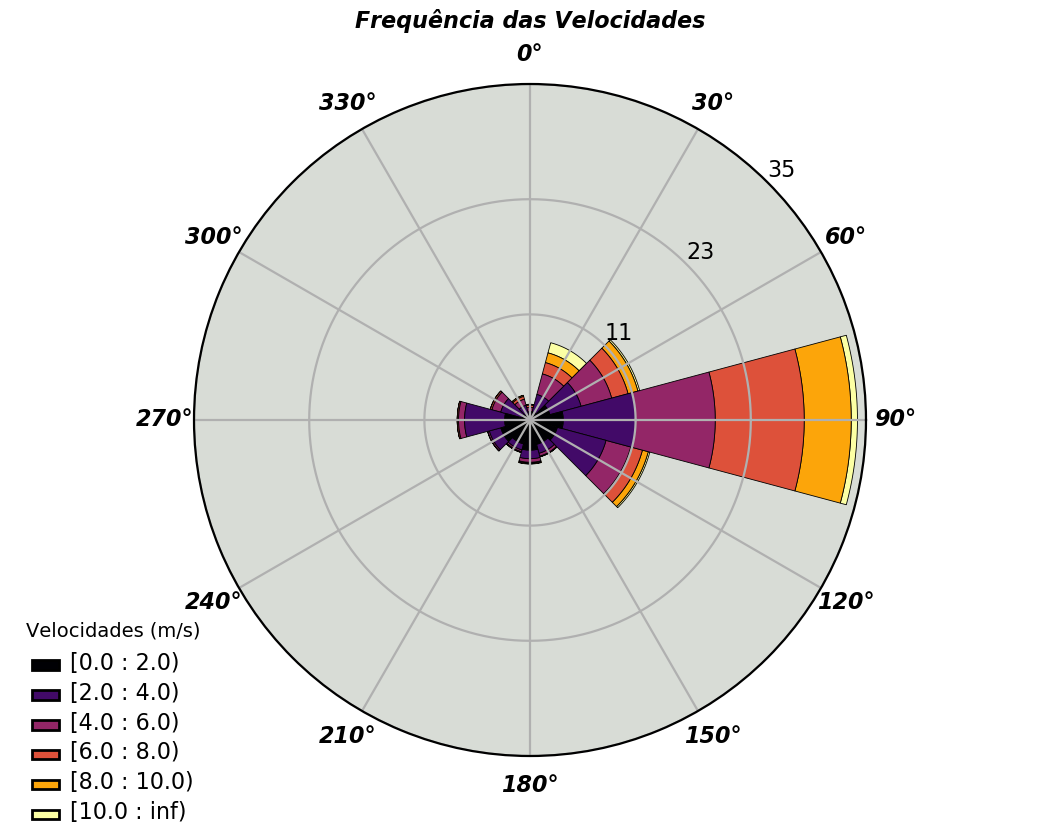 Frequência das Velocidades
0°
330°
30°
35
300°
60°
23
11
270°
90°
240°
120°
210°
150°
180°
Velocidades (m/s)
[0.0 : 2.0)
[2.0 : 4.0)
[4.0 : 6.0)
[6.0 : 8.0)
[8.0 : 10.0)
[10.0 : inf)